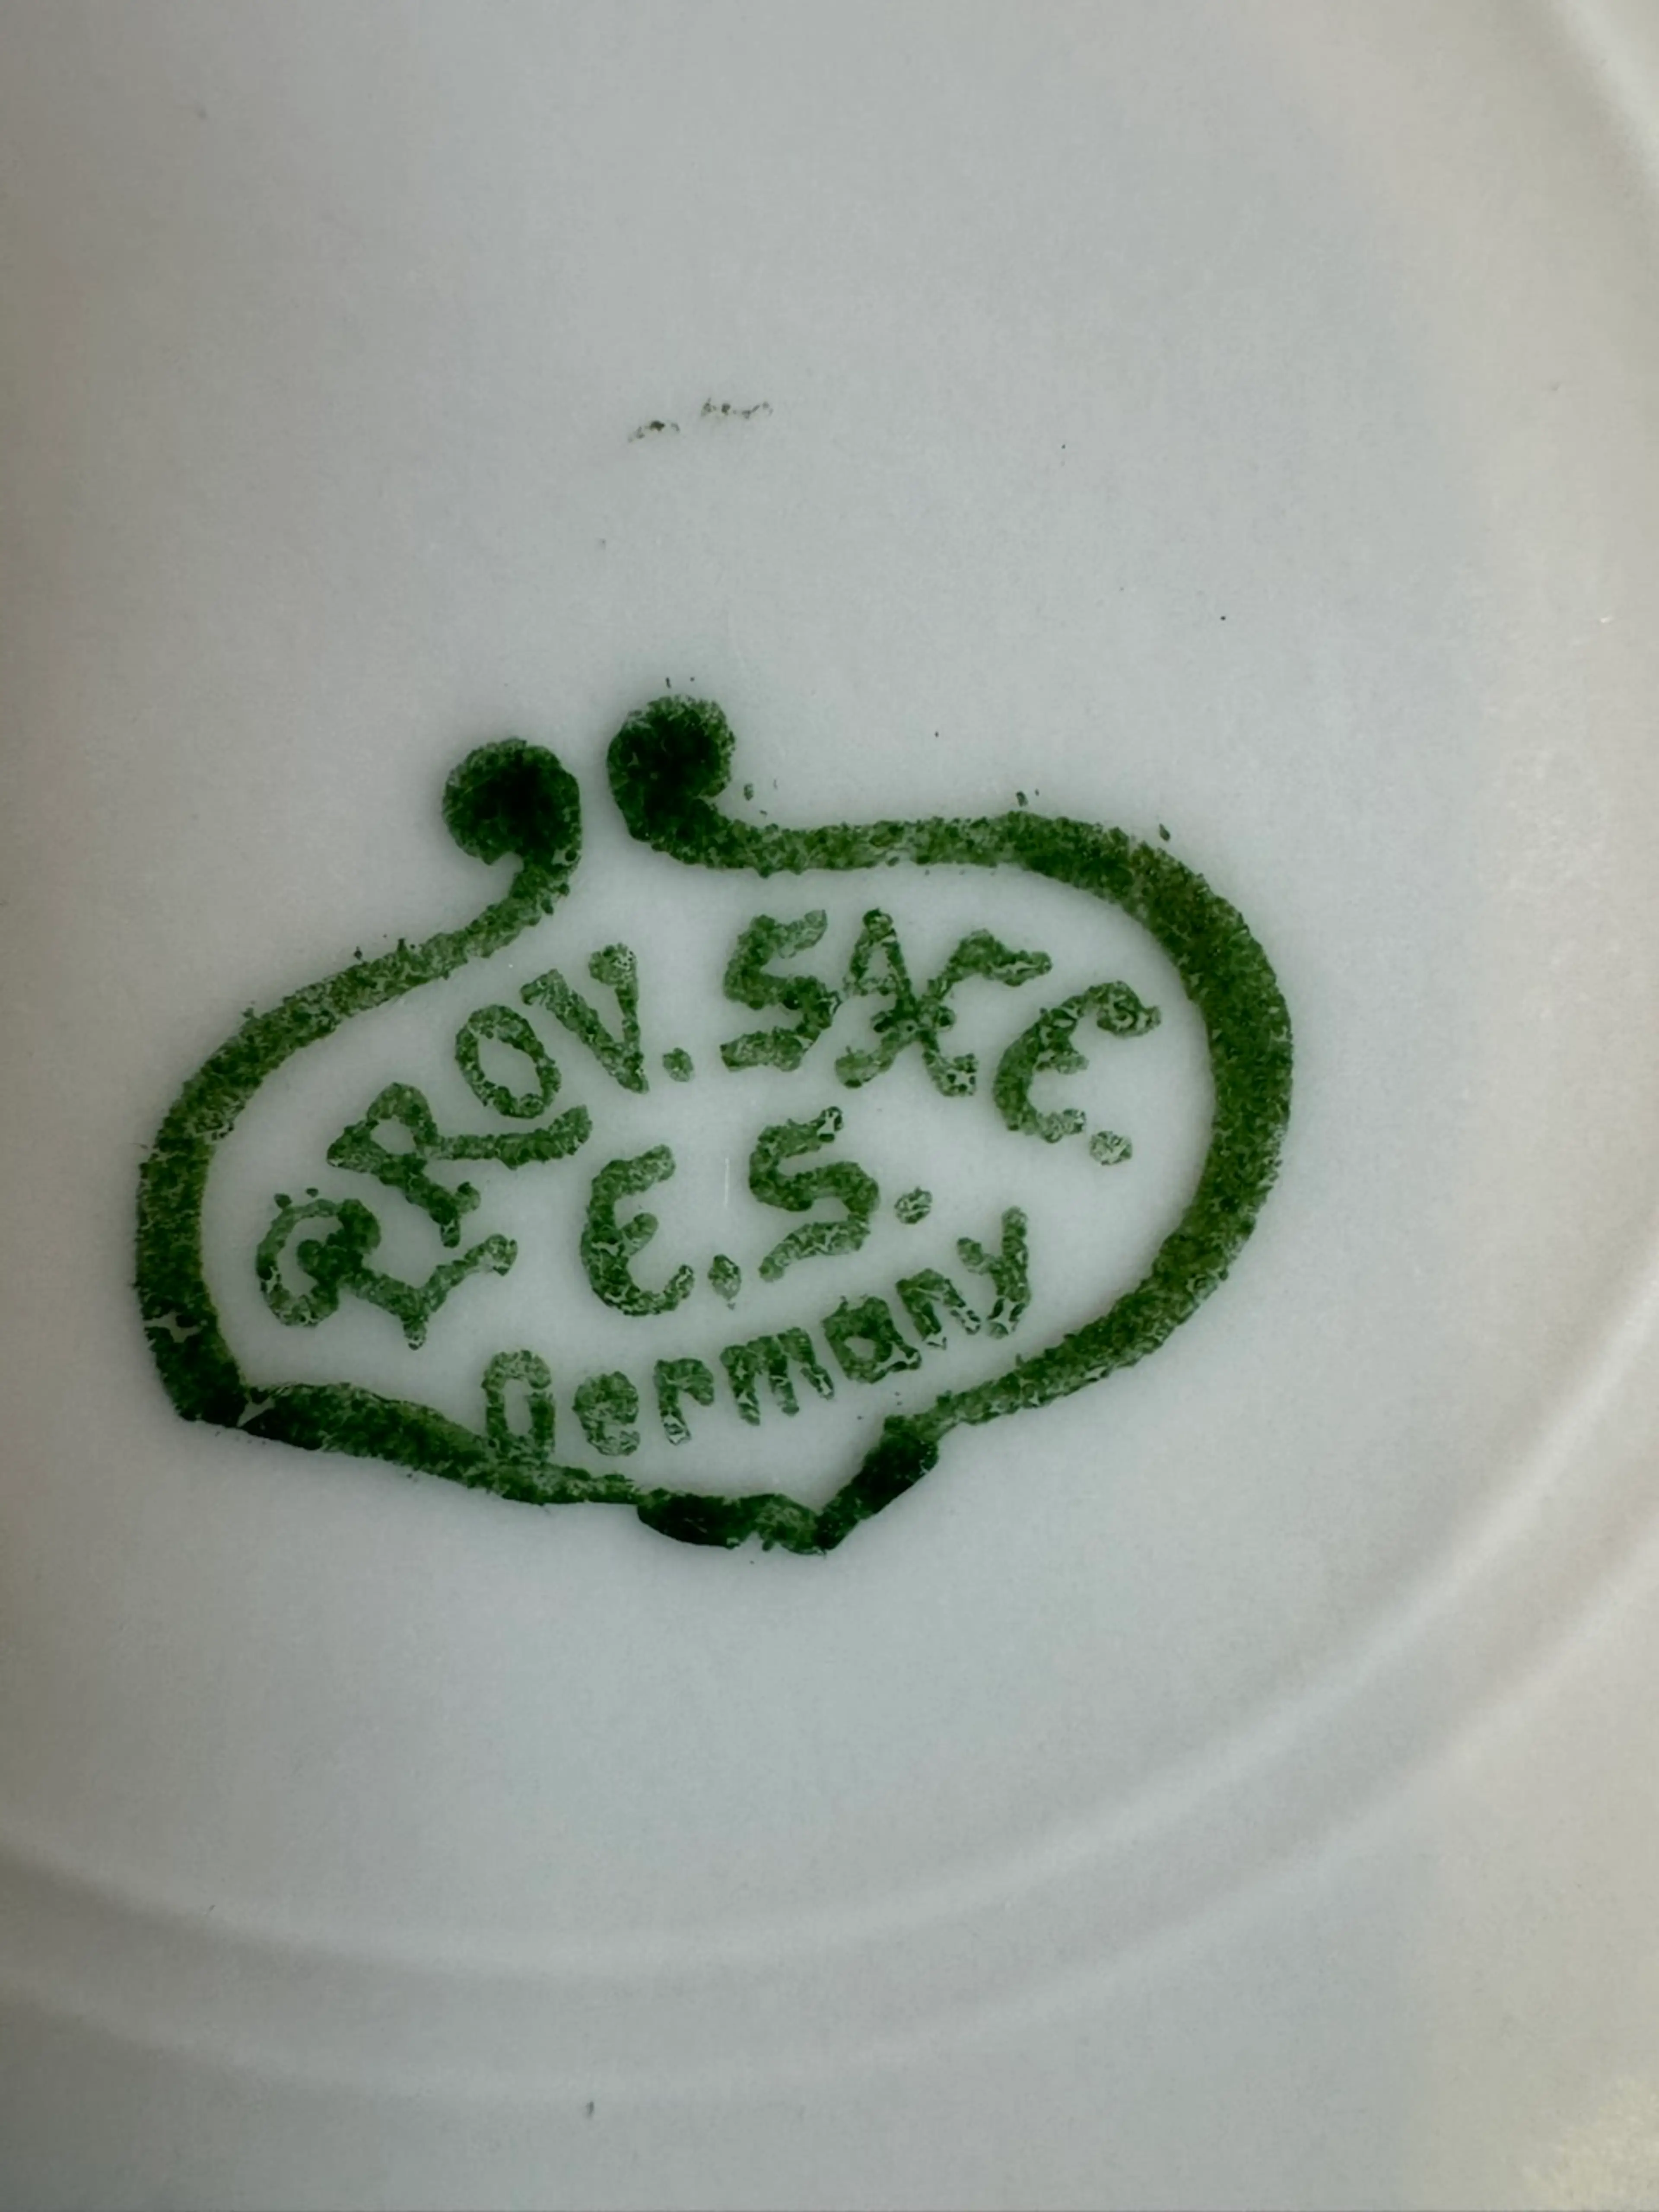 PROV. SAXE.
E.S.
Germany